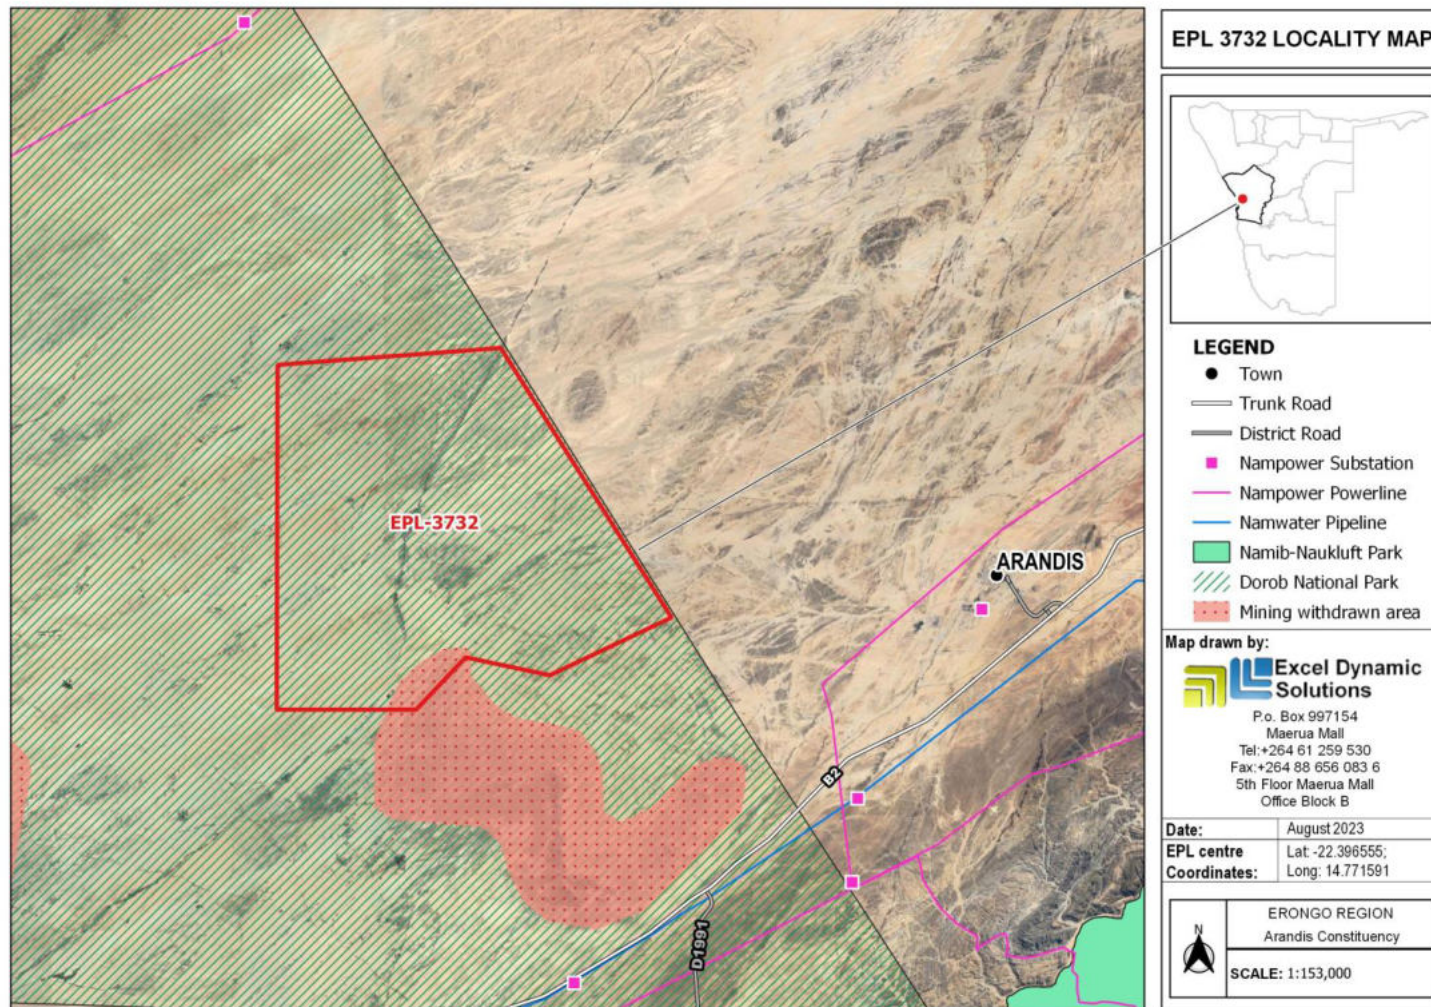 EPL 3732 LOCALITY MAP
EPL-3732
ARANDIS
B2
D1991
LEGEND
Town
Trunk Road
District Road
Nampower Substation
Nampower Powerline
Namwater Pipeline
Namib-Naukluft Park
Dorob National Park
Mining withdrawn area
Map drawn by:
Excel Dynamic
Solutions
P.o. Box 997154
Maerua Mall
Tel:+264 61 259 530
Fax:+264 88 656 083 6
5th Floor Maerua Mall
Office Block B
Date: August 2023
EPL centre Lat: -22.396555;
Coordinates: Long: 14.771591
N
ERONGO REGION
Arandis Constituency
SCALE: 1:153,000